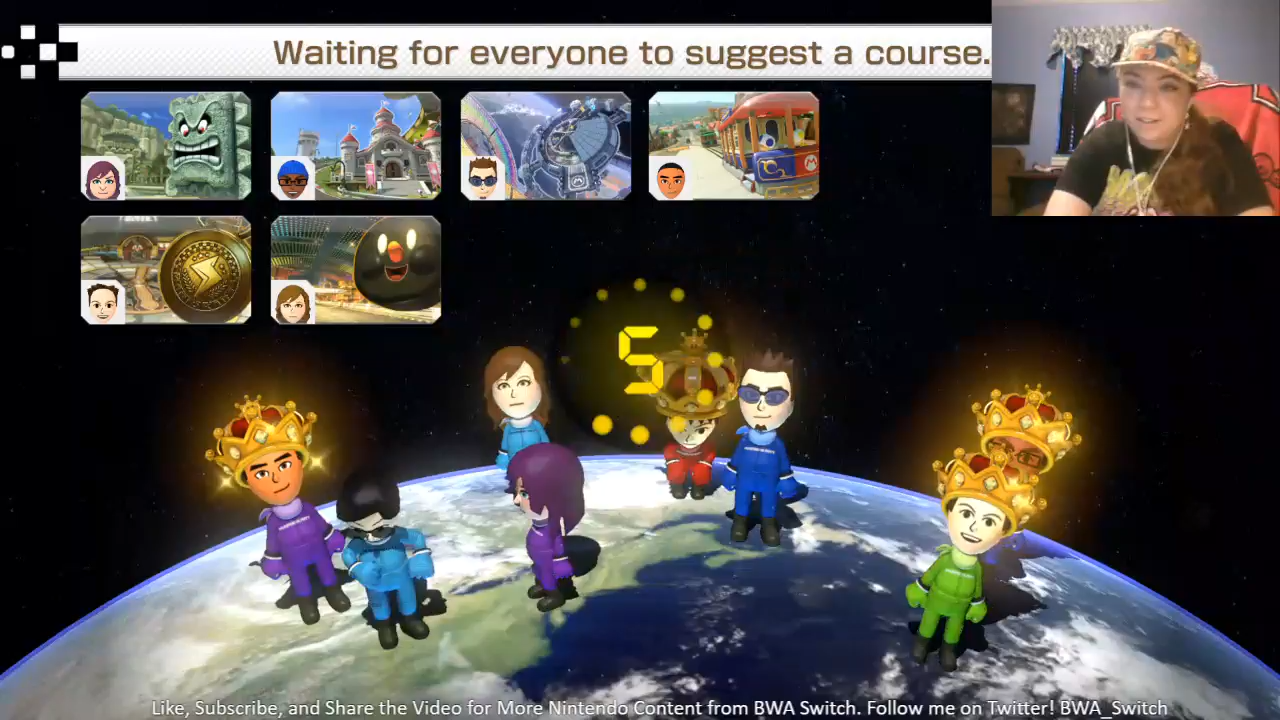 Waiting for everyone to suggest a course.
5
Like, Subscribe, and Share the Video for More Nintendo Content from BWA Switch. Follow me on Twitter! BWA_Switch